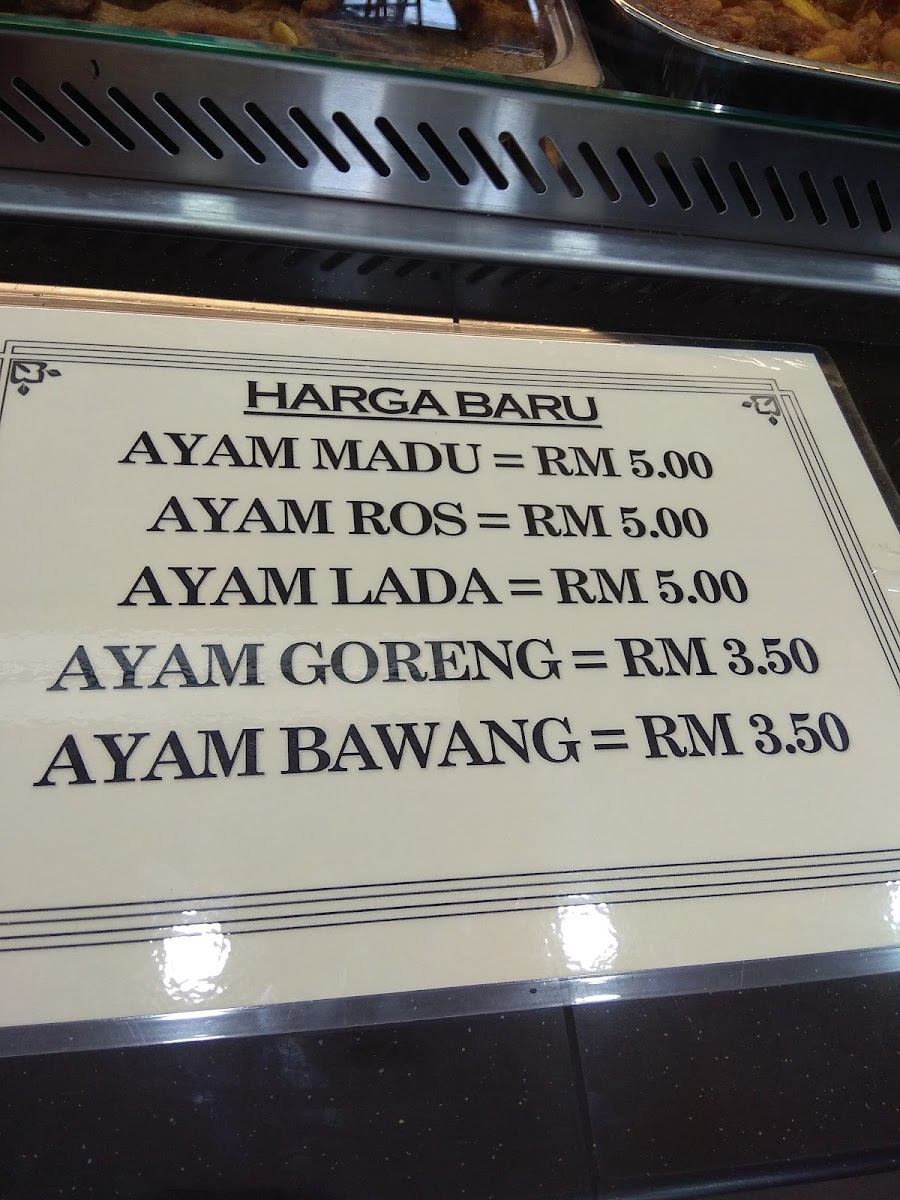 HARGA BARU
AYAM MADU = RM 5.00
AYAM ROS = RM 5.00
AYAM LADA = RM 5.00
AYAM GORENG = RM 3.50
AYAM BAWANG = RM 3.50